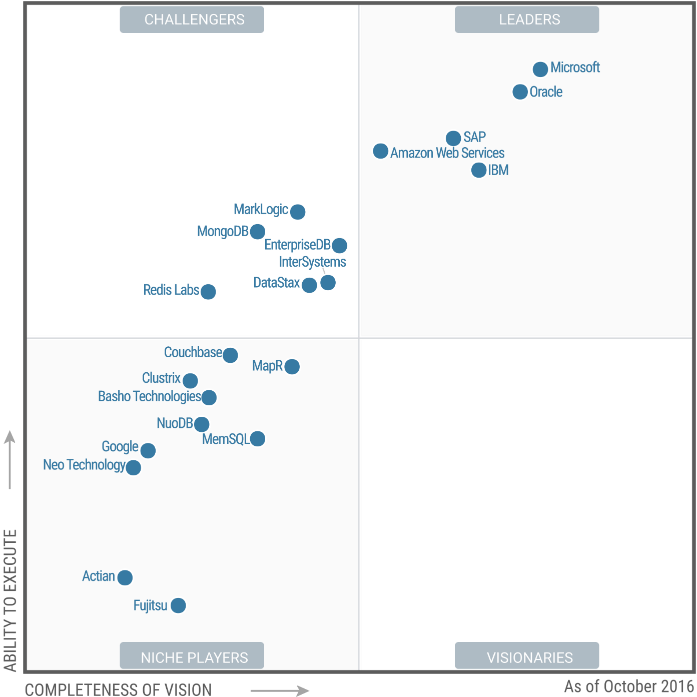 CHALLENGERS
LEADERS
Microsoft
Oracle
SAP
Amazon Web Services
IBM
MarkLogic
MongoDB
EnterpriseDB
InterSystems
DataStax
Redis Labs
Couchbase
MapR
Clustrix
Basho Technologies
NuoDB
MemSQL
Google
Neo Technology
Actian
Fujitsu
NICHE PLAYERS
VISIONARIES
ABILITY TO EXECUTE
COMPLETENESS OF VISION
As of October 2016